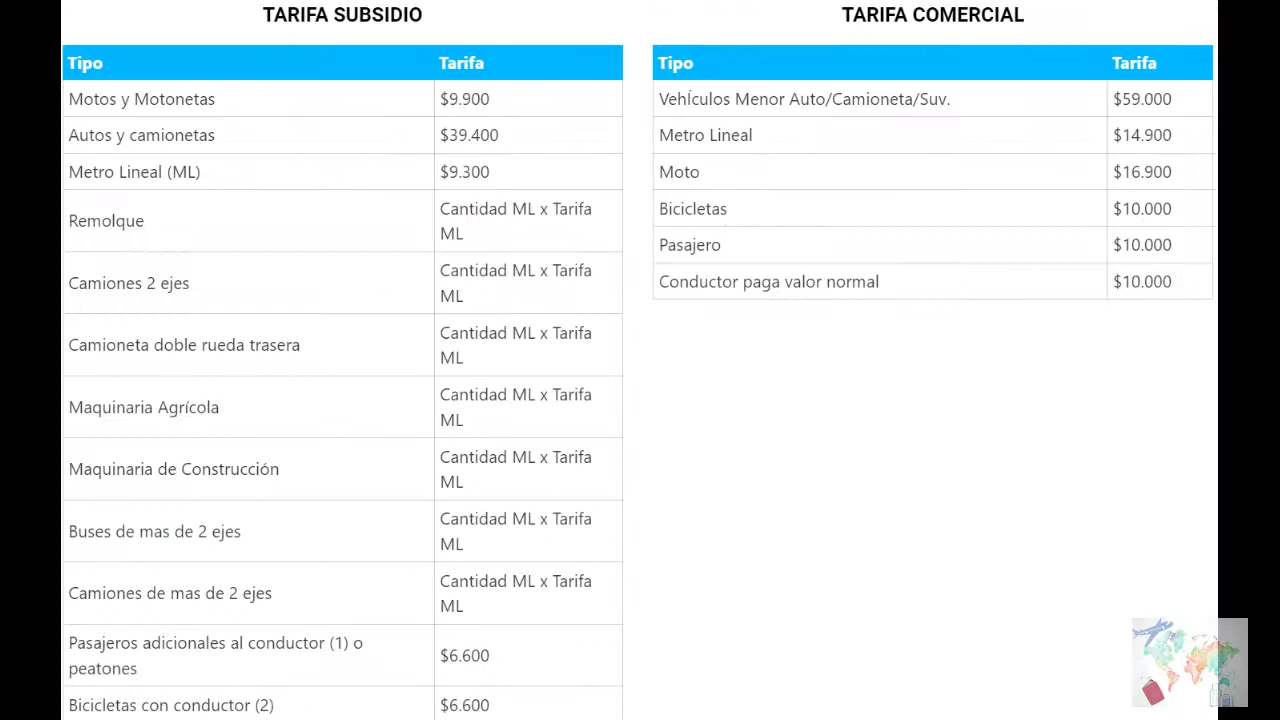 TARIFA SUBSIDIO
Tipo Tarifa
Motos y Motonetas $9.900
Autos y camionetas $39.400
Metro Lineal (ML) $9.300
Remolque Cantidad ML x Tarifa
ML
Camiones 2 ejes Cantidad ML x Tarifa
ML
Camioneta doble rueda trasera Cantidad ML x Tarifa
ML
Maquinaria Agrícola Cantidad ML x Tarifa
ML
Maquinaria de Construcción Cantidad ML x Tarifa
ML
Buses de mas de 2 ejes Cantidad ML x Tarifa
ML
Camiones de mas de 2 ejes Cantidad ML x Tarifa
ML
Pasajeros adicionales al conductor (1) o
peatones $6.600
Bicicletas con conductor (2) $6.600
TARIFA COMERCIAL
Tipo Tarifa
VehÍculos Menor Auto/Camioneta/Suv. $59.000
Metro Lineal $14.900
Moto $16.900
Bicicletas $10.000
Pasajero $10.000
Conductor paga valor normal $10.000